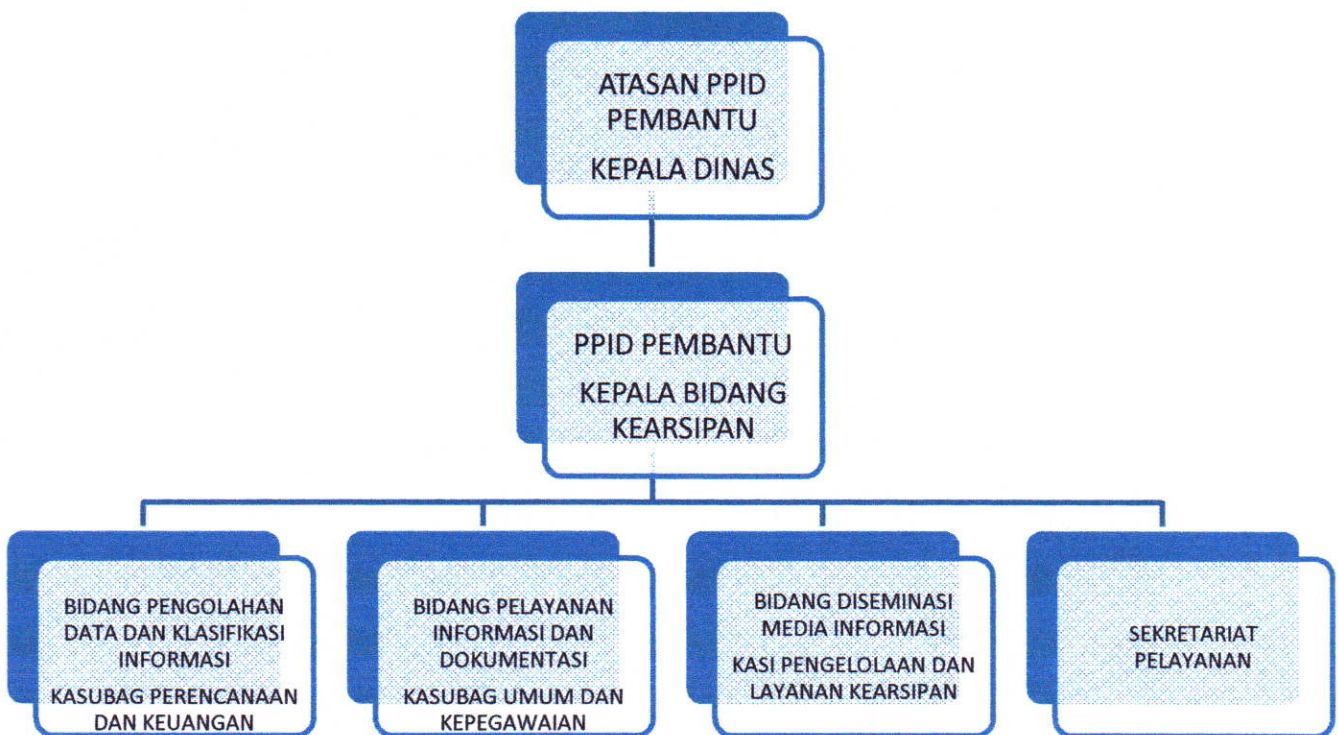 ATASAN PPID
PEMBANTU
KEPALA DINAS
PPID PEMBANTU
KEPALA BIDANG
KEARSIPAN
BIDANG PENGOLAHAN
DATA DAN KLASIFIKASI
INFORMASI
KASUBAG PERENCANAAN
DAN KEUANGAN
BIDANG PELAYANAN
INFORMASI DAN
DOKUMENTASI
KASUBAG UMUM DAN
KEPEGAWAIAN
BIDANG DISEMINASI
MEDIA INFORMASI
KASI PENGELOLAAN DAN
LAYANAN KEARSIPAN
SEKRETARIAT
PELAYANAN